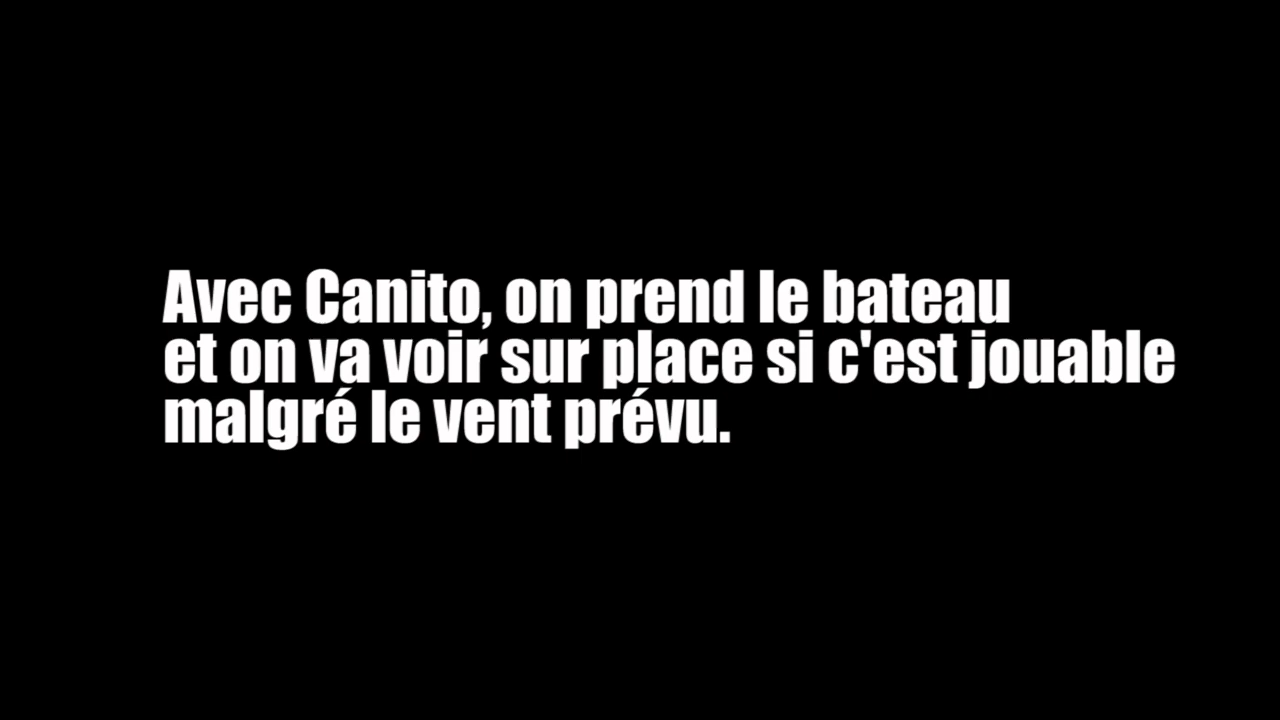 Avec Canito, on prend le bateau
et on va voir sur place si c'est jouable
malgré le vent prévu.